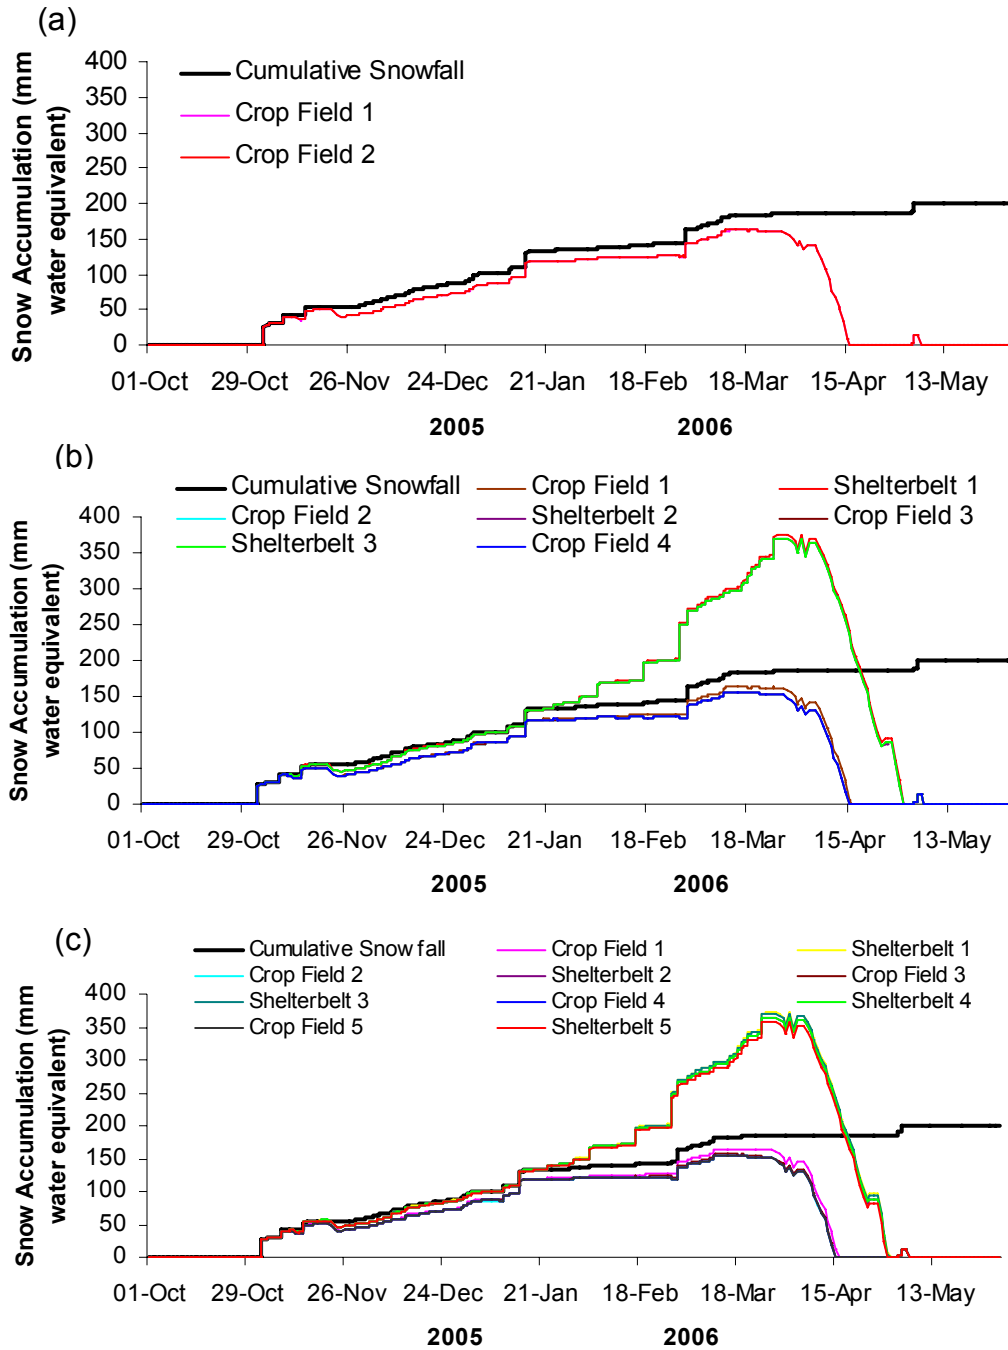 (a)
Snow Accumulation (mm
water equivalent)
400
350
300
250
200
150
100
50
0
Cumulative Snowfall
Crop Field 1
Crop Field 2
01-Oct 29-Oct 26-Nov 24-Dec 21-Jan 18-Feb 18-Mar 15-Apr 13-May
2005 2006
(b)
Snow Accumulation (mm
water equivalent)
400
350
300
250
200
150
100
50
0
Cumulative Snowfall Crop Field 1 Shelterbelt 1
Crop Field 2 Shelterbelt 2 Crop Field 3
Shelterbelt 3 Crop Field 4
01-Oct 29-Oct 26-Nov 24-Dec 21-Jan 18-Feb 18-Mar 15-Apr 13-May
2005 2006
(c)
Snow Accumulation (mm
water equivalent)
400
350
300
250
200
150
100
50
0
Cumulative Snow fall Crop Field 1 Shelterbelt 1
Crop Field 2 Shelterbelt 2 Crop Field 3
Shelterbelt 3 Crop Field 4 Shelterbelt 4
Crop Field 5 Shelterbelt 5
01-Oct 29-Oct 26-Nov 24-Dec 21-Jan 18-Feb 18-Mar 15-Apr 13-May
2005 2006